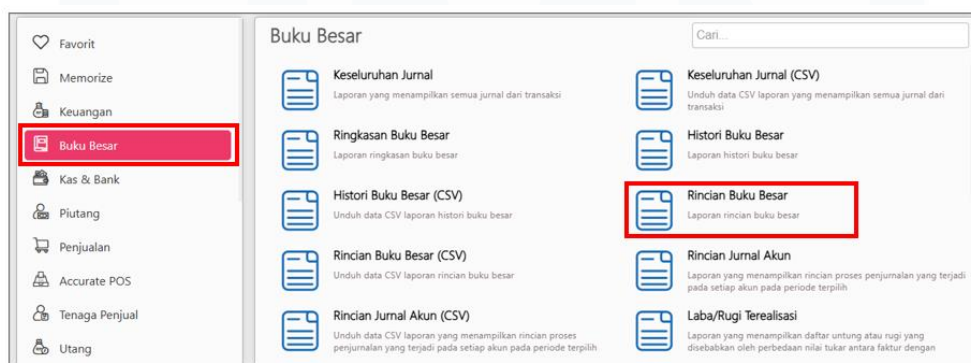 Favorit
Memorize
Keuangan
Buku Besar
Kas & Bank
Piutang
Penjualan
Accurate POS
Tenaga Penjual
Utang
Buku Besar
Cari...
Keseluruhan Jurnal
Laporan yang menampilkan semua jurnal dari transaksi
Keseluruhan Jurnal (CSV)
Unduh data CSV laporan yang menampilkan semua jurnal dari
transaksi
Ringkasan Buku Besar
Laporan ringkasan buku besar
Histori Buku Besar
Laporan histori buku besar
Histori Buku Besar (CSV)
Unduh data CSV laporan histori buku besar
Rincian Buku Besar
Laporan rincian buku besar
Rincian Buku Besar (CSV)
Unduh data CSV laporan rincian buku besar
Rincian Jurnal Akun
Laporan yang menampilkan rincian proses penjurnalan yang terjadi
pada setiap akun pada periode terpilih
Rincian Jurnal Akun (CSV)
Unduh data CSV laporan yang menampilkan rincian proses
penjurnalan yang terjadi pada setiap akun pada periode terpilih
Laba/Rugi Terealisasi
Laporan yang menampilkan daftar untung atau rugi yang
disebabkan oleh perbedaan nilai tukar antara faktur dengan